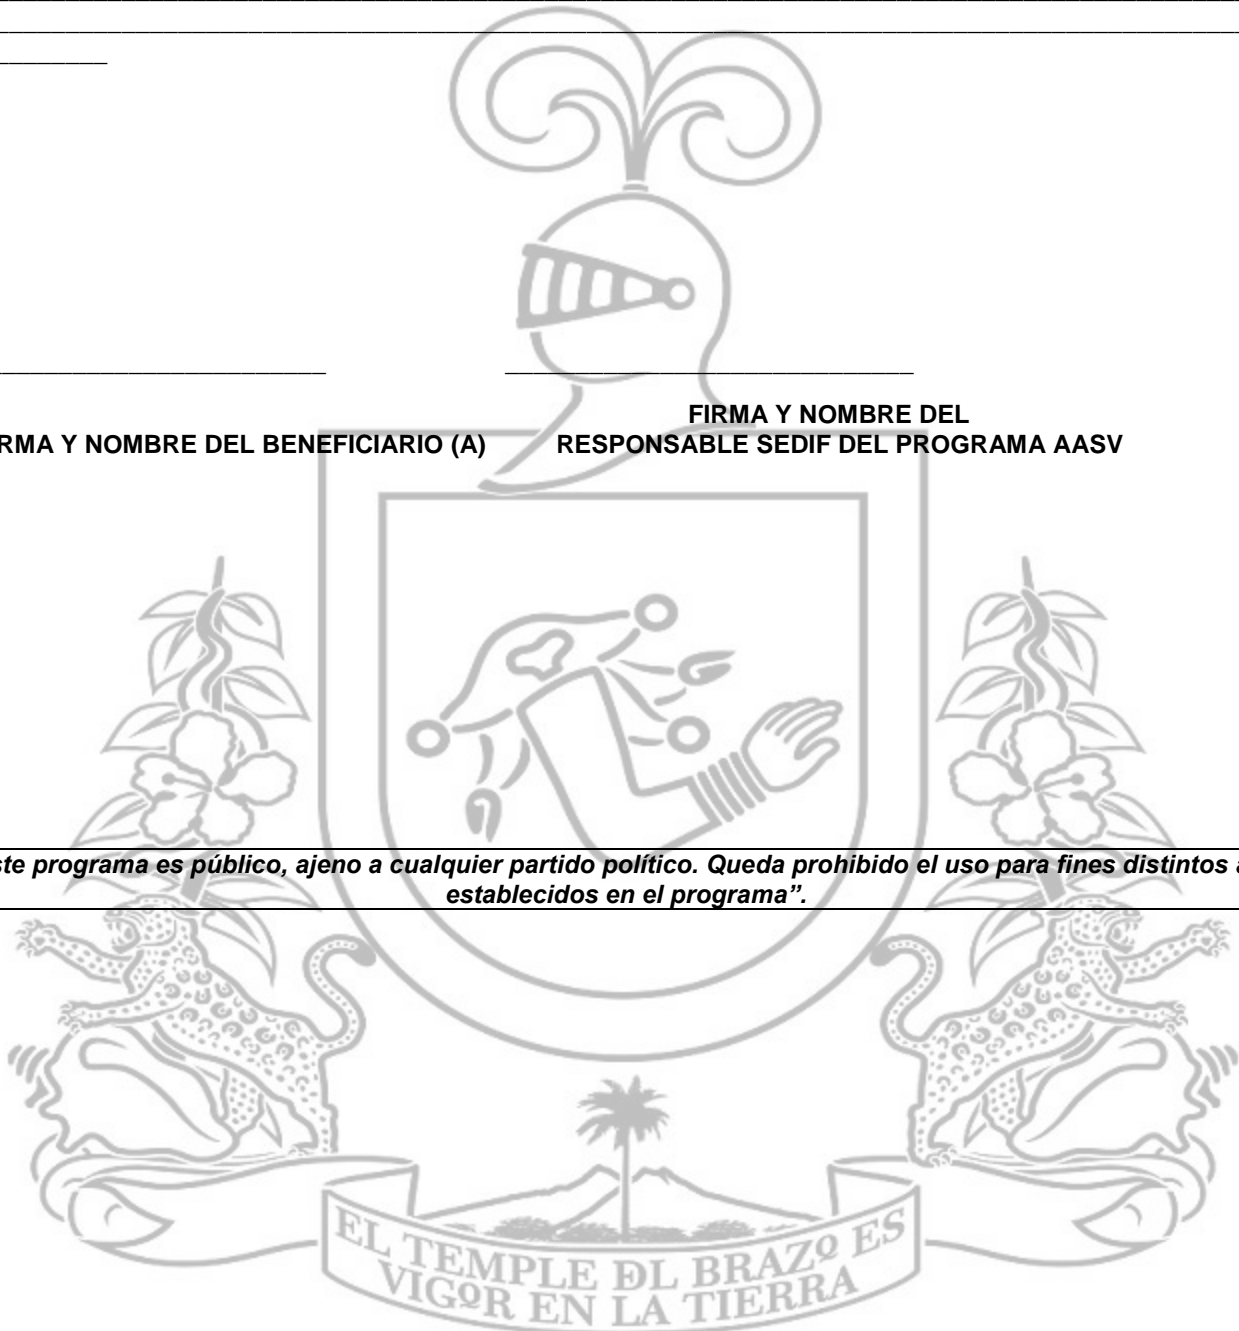 FIRMA Y NOMBRE DEL
RMA Y NOMBRE DEL BENEFICIARIO (A) RESPONSABLE SEDIF DEL PROGRAMA AASV
ste programa es público, ajeno a cualquier partido político. Queda prohibido el uso para fines distintos a
establecidos en el programa”.
EL TEMPLE DL BRAZO ES
VIGOR EN LA TIERRA